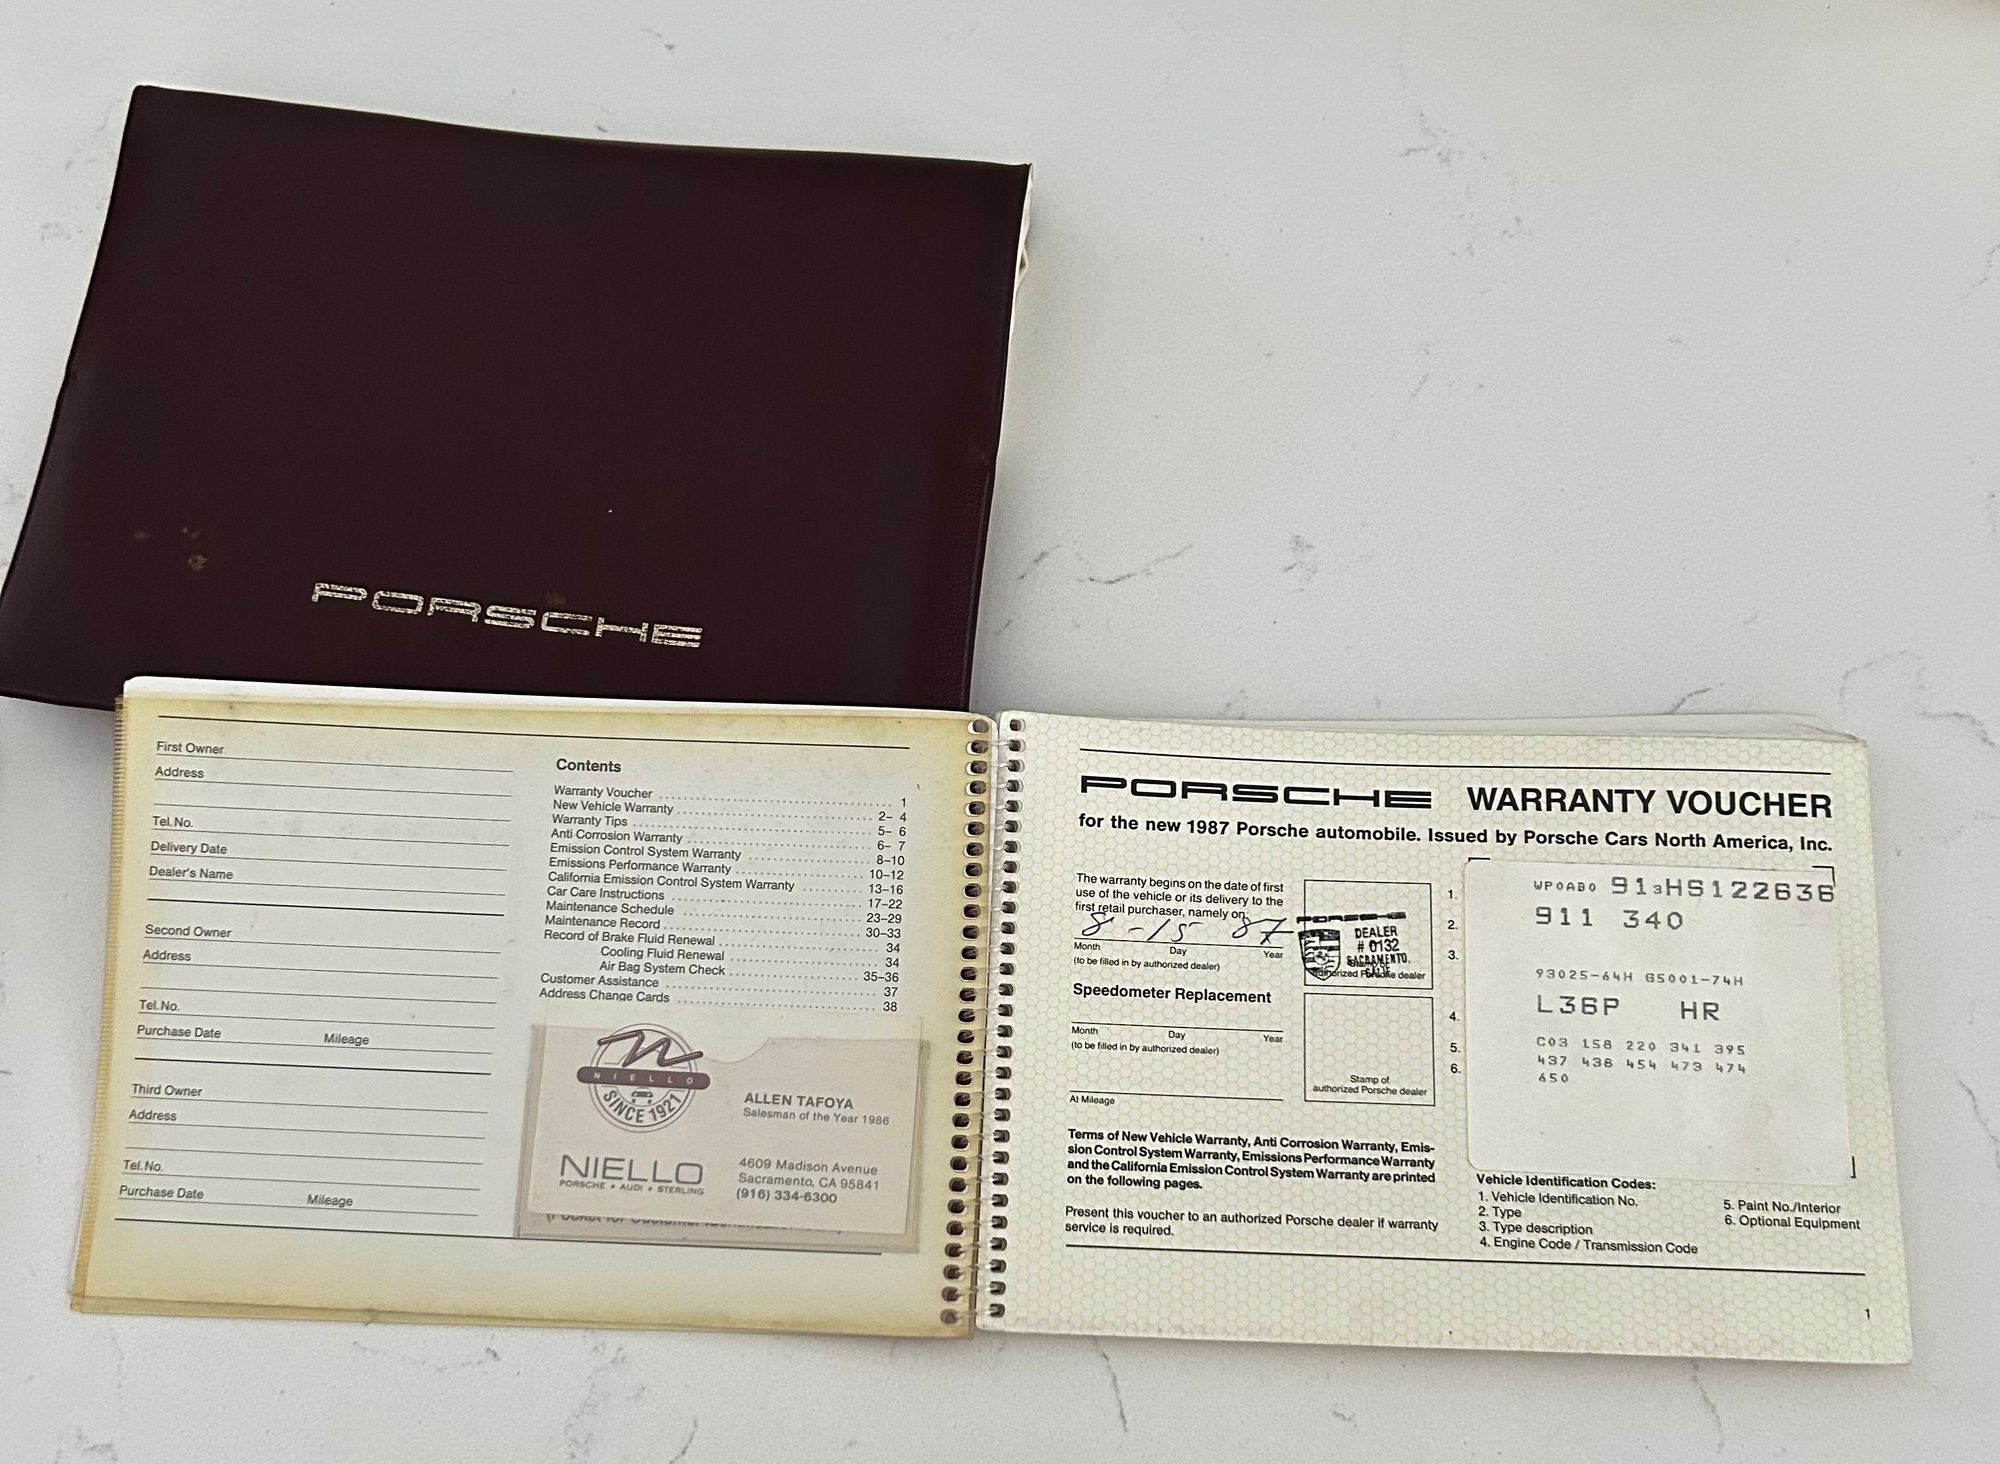 PORSCHE
First Owner
Address
Tel.No.
Delivery Date
Dealer's Name
Second Owner
Address
Tel.No.
Purchase Date Mileage
Third Owner
Address
Tel.No.
Purchase Date Mileage
Contents
Warranty Voucher 1
New Vehicle Warranty 2– 4
Warranty Tips 5– 6
Anti Corrosion Warranty 6– 7
Emission Control System Warranty 8–10
Emissions Performance Warranty 10–12
California Emission Control System Warranty 13–16
Car Care Instructions 17–22
Maintenance Schedule 23–29
Maintenance Record 30–33
Record of Brake Fluid Renewal 34
Cooling Fluid Renewal 34
Air Bag System Check 35–36
Customer Assistance 37
Address Change Cards 38
NIELLO
SINCE 1921
ALLEN TAFOYA
Salesman of the Year 1986
NIELLO
PORSCHE • AUDI • STERLING
4609 Madison Avenue
Sacramento, CA 95841
(916) 334-6300
PORSCHE WARRANTY VOUCHER
for the new 1987 Porsche automobile. Issued by Porsche Cars North America, Inc.
The warranty begins on the date of first
use of the vehicle or its delivery to the
first retail purchaser, namely on:
8 -15 87
Month Day Year
(to be filled in by authorized dealer)
PORSCHE
DEALER
# 0132
SACRAMENTO,
CALIF.
Stamp of
authorized Porsche dealer
Speedometer Replacement
Month Day Year
(to be filled in by authorized dealer)
At Mileage
Stamp of
authorized Porsche dealer
Terms of New Vehicle Warranty, Anti Corrosion Warranty, Emis-
sion Control System Warranty, Emissions Performance Warranty
and the California Emission Control System Warranty are printed
on the following pages.
Present this voucher to an authorized Porsche dealer if warranty
service is required.
1. WP0AB0 913HS122636
2. 911 340
3.
93025-64H G5001-74H
4. L36P HR
5. C03 158 220 341 395
6. 437 438 454 473 474
650
Vehicle Identification Codes:
1. Vehicle Identification No.
2. Type
3. Type description
4. Engine Code / Transmission Code
5. Paint No./Interior
6. Optional Equipment
1